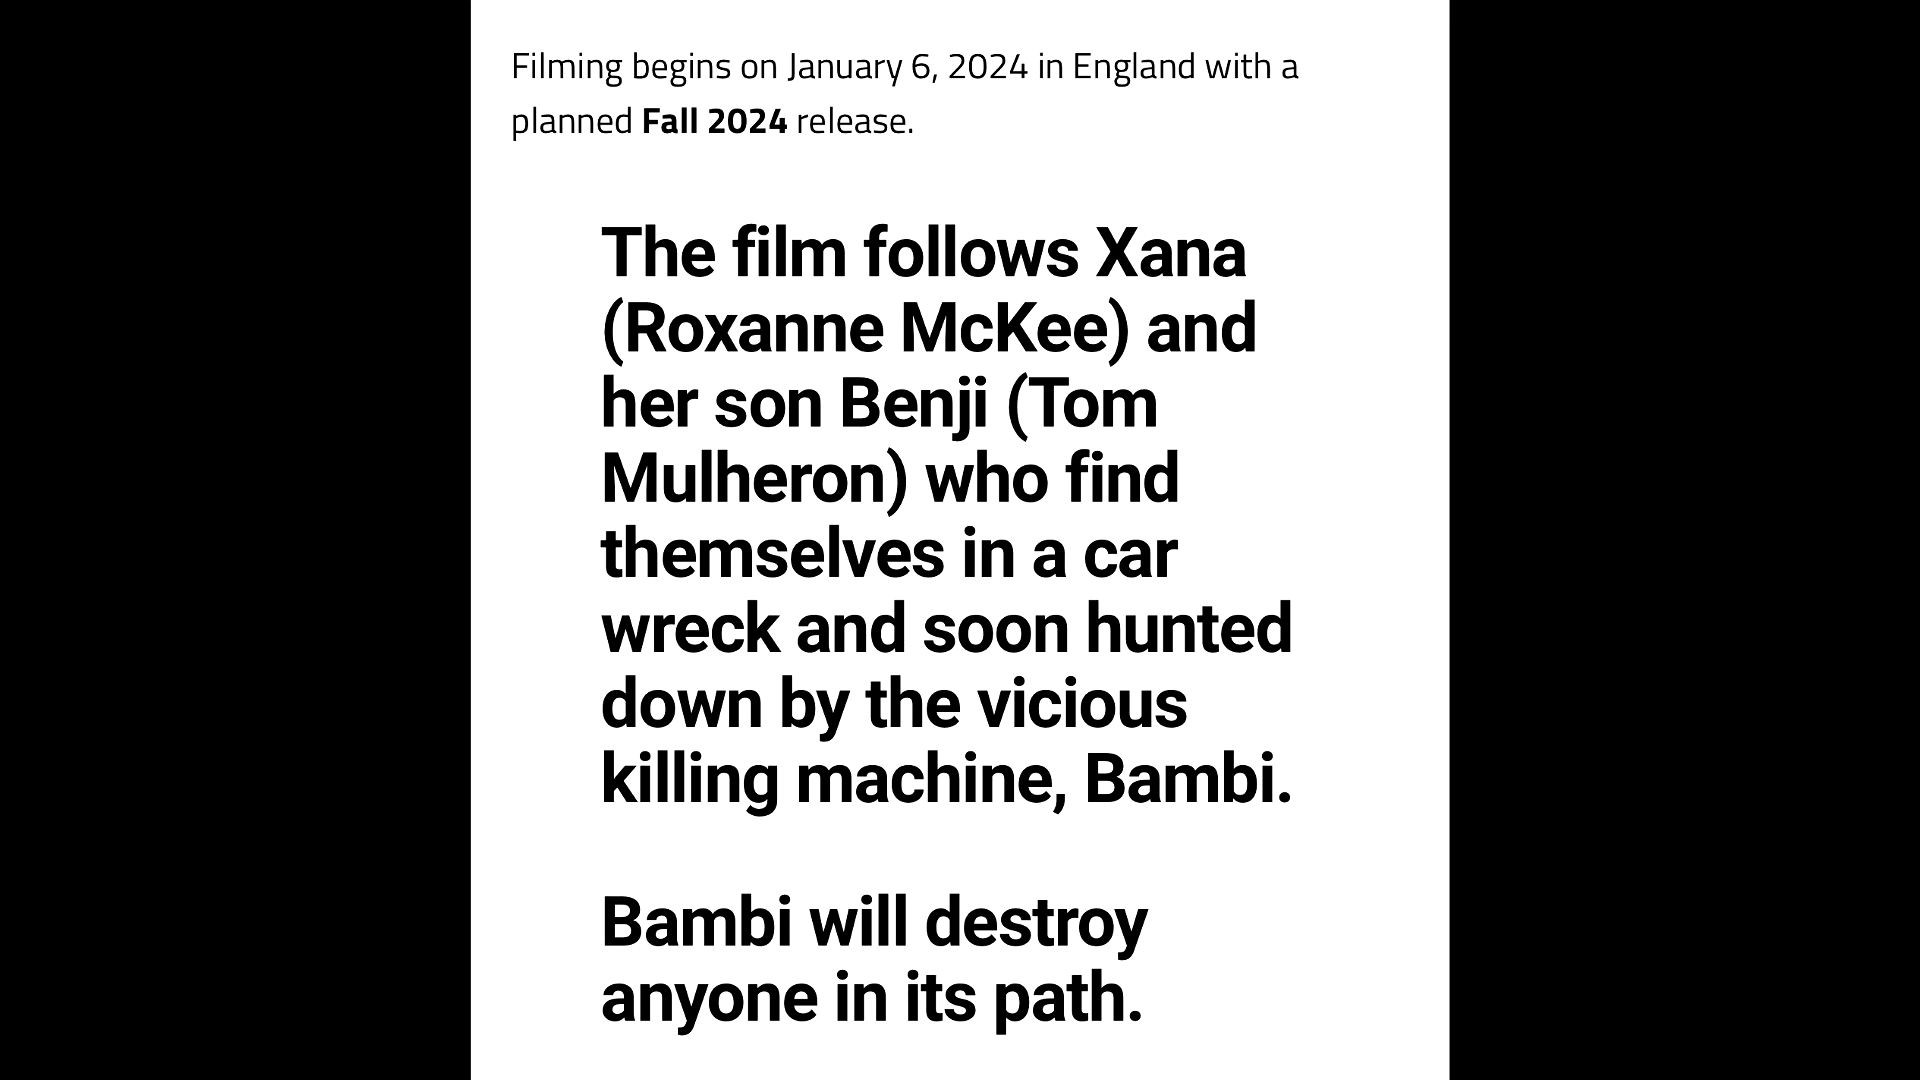 Filming begins on January 6, 2024 in England with a
planned Fall 2024 release.
The film follows Xana
(Roxanne McKee) and
her son Benji (Tom
Mulheron) who find
themselves in a car
wreck and soon hunted
down by the vicious
killing machine, Bambi.
Bambi will destroy
anyone in its path.